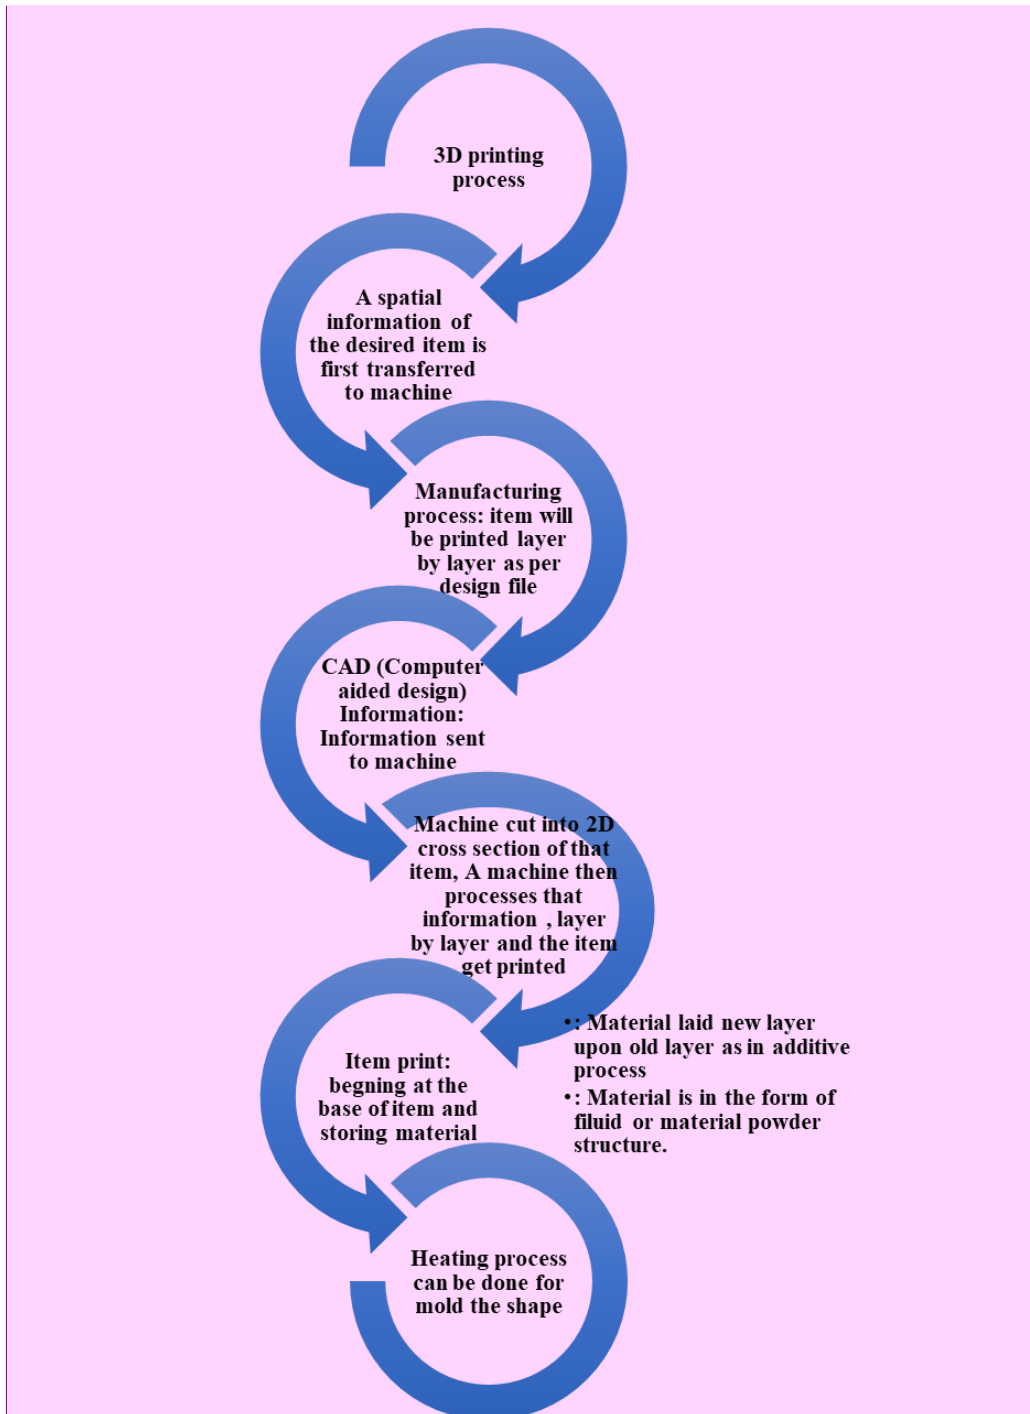 3D printing
process
A spatial
information of
the desired item is
first transferred
to machine
Manufacturing
process: item will
be printed layer
by layer as per
design file
CAD (Computer
aided design)
Information:
Information sent
to machine
Machine cut into 2D
cross section of that
item, A machine then
processes that
information , layer
by layer and the item
get printed
Item print:
begning at the
base of item and
storing material
•: Material laid new layer
upon old layer as in additive
process
•: Material is in the form of
filuid or material powder
structure.
Heating process
can be done for
mold the shape